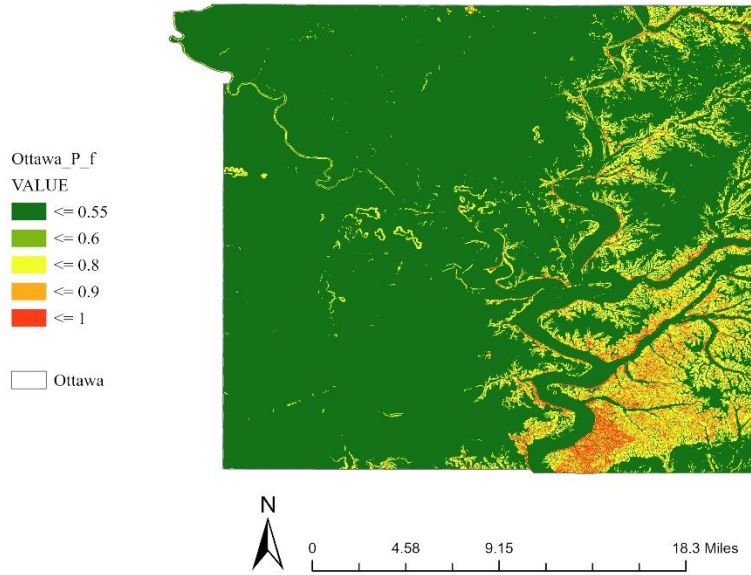 Ottawa_P_f
VALUE
<= 0.55
<= 0.6
<= 0.8
<= 0.9
<= 1
Ottawa
N
0 4.58 9.15 18.3 Miles